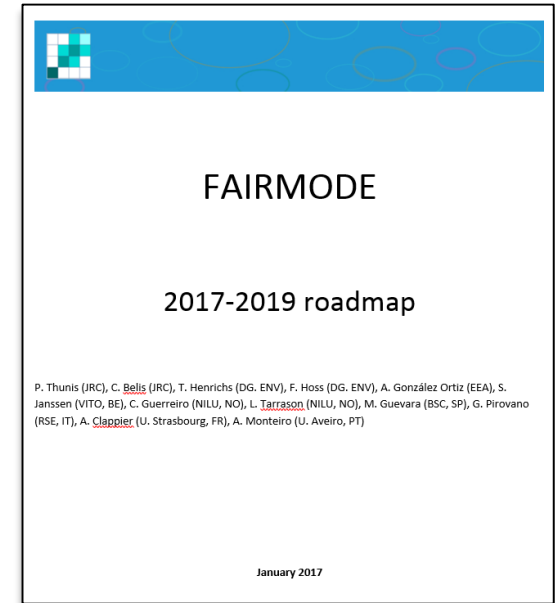 FAIRMODE
2017-2019 roadmap
P. Thunis (JRC), C. Belis (JRC), T. Henrichs (DG. ENV), F. Hoss (DG. ENV), A. González Ortiz (EEA), S.
Janssen (VITO, BE), C. Guerreiro (NILU, NO), L. Tarrason (NILU, NO), M. Guevara (BSC, SP), G. Pirovano
(RSE, IT), A. Clappier (U. Strasbourg, FR), A. Monteiro (U. Aveiro, PT)
January 2017